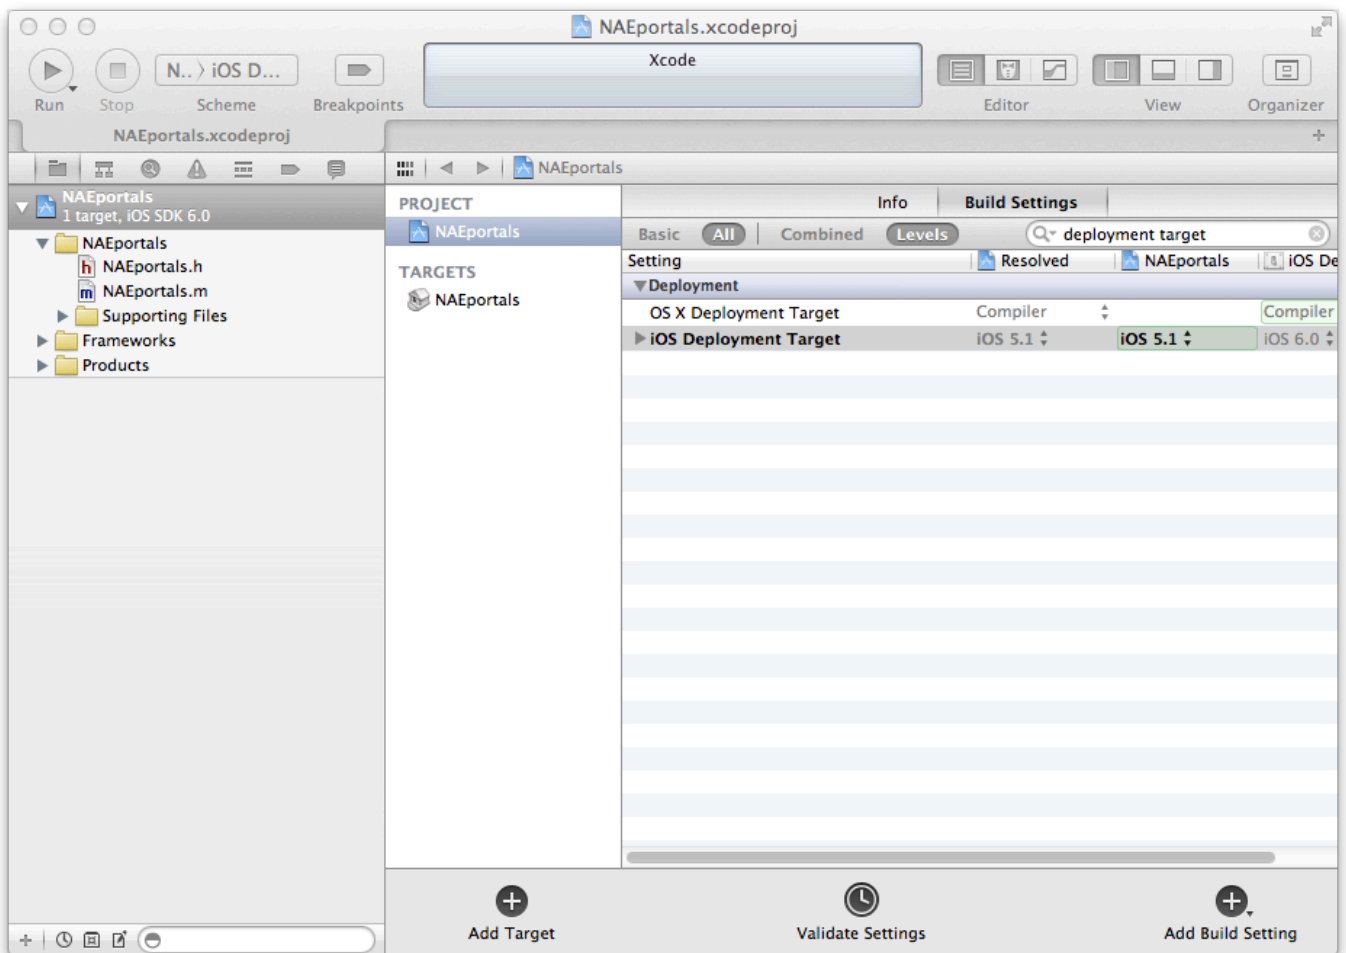 NAEportals.xcodeproj
N.. 〉 iOS D...
Xcode
Run Stop Scheme Breakpoints Editor View Organizer
NAEportals.xcodeproj
NAEportals
NAEportals
1 target, iOS SDK 6.0
NAEportals
h NAEportals.h
m NAEportals.m
Supporting Files
Frameworks
Products
PROJECT
NAEportals
TARGETS
NAEportals
Info Build Settings
Basic All Combined Levels deployment target
Setting Resolved NAEportals iOS De
Deployment
OS X Deployment Target Compiler Compiler
iOS Deployment Target iOS 5.1 iOS 5.1 iOS 6.0
Add Target Validate Settings Add Build Setting